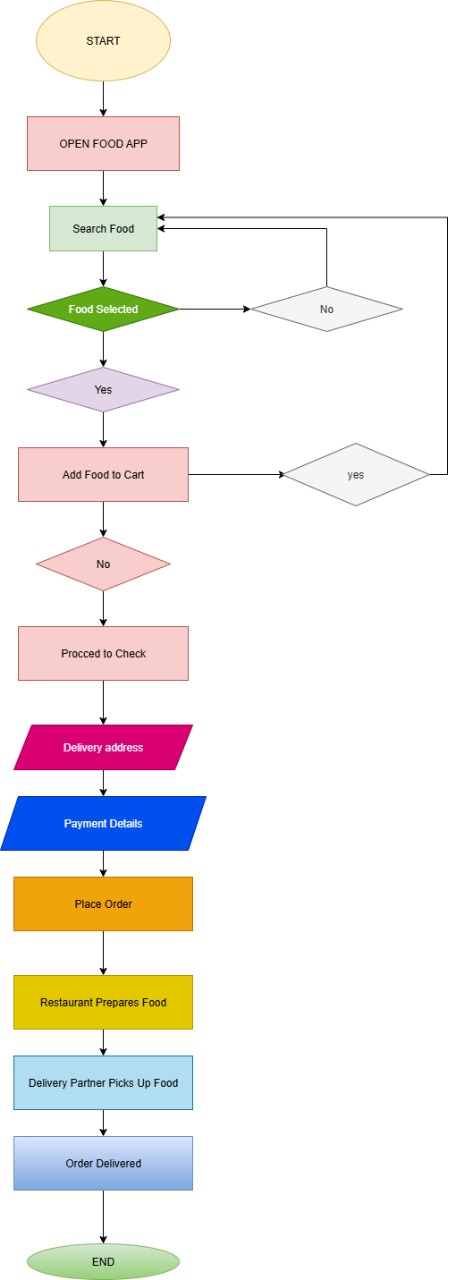 START
OPEN FOOD APP
Search Food
Food Selected
No
Yes
Add Food to Cart
yes
No
Procced to Check
Delivery address
Payment Details
Place Order
Restaurant Prepares Food
Delivery Partner Picks Up Food
Order Delivered
END